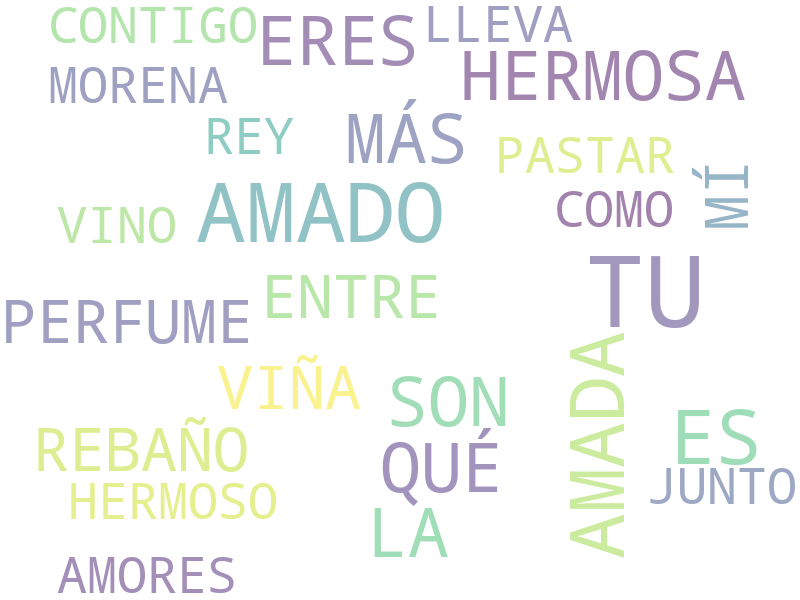 CONTIGO
ERES
LLEVA
MORENA
HERMOSA
REY
MÁS
PASTAR
MÍ
VINO
AMADO
COMO
PERFUME
ENTRE
TU
VIÑA
SON
AMADA
REBAÑO
QUÉ
ES
HERMOSO
JUNTO
LA
AMORES